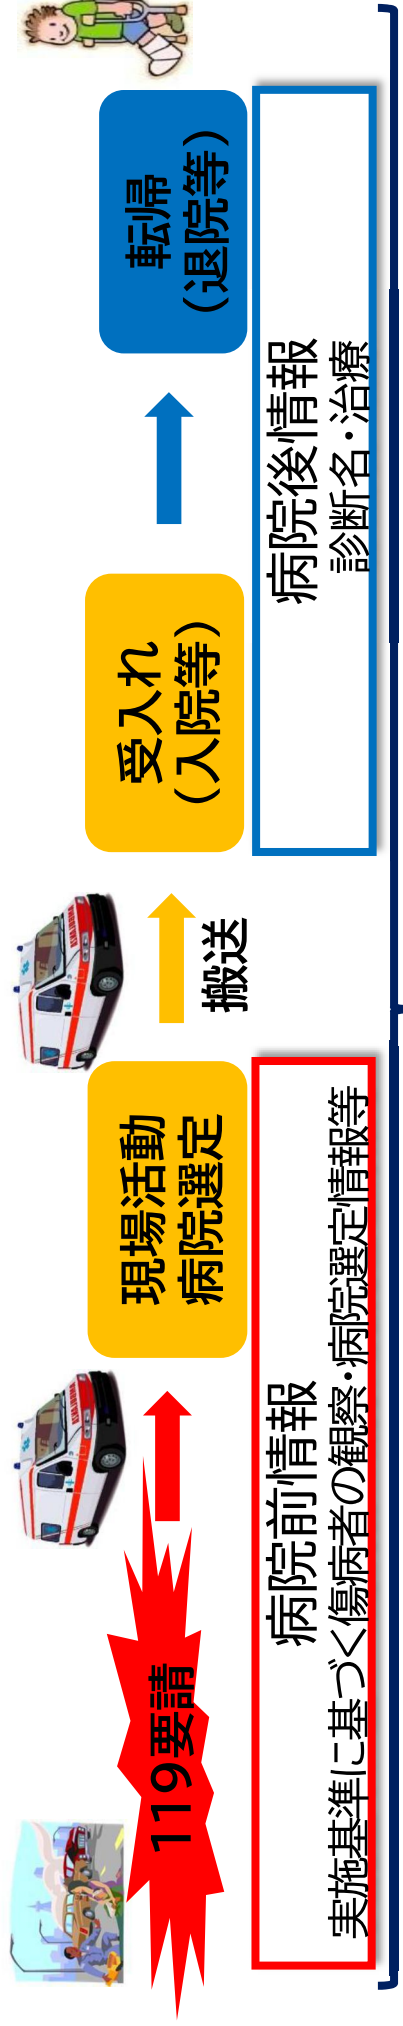 119要請
現場活動
病院選定
搬送
受入れ
(入院等)
転帰
(退院等)
病院前情報
実施基準に基づく傷病者の観察・病院選定情報等
病院後情報
診断名・治療